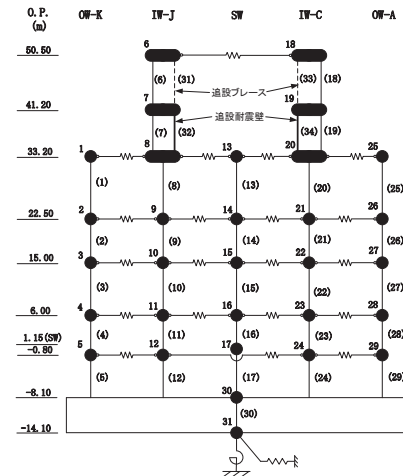 O.P. OW-K IW-J SW IW-C OW-A
(m)
50.50 6 18
(6) (31) (33) (18)
追設ブレース
41.20 7 19
追設耐震壁
(7) (32) (34) (19)
33.20 1 8 13 20 25
(1) (8) (13) (20) (25)
22.50 2 9 14 21 26
(2) (9) (14) (21) (26)
15.00 3 10 15 22 27
(3) (10) (15) (22) (27)
6.00 4 11 16 23 28
(4) (11) (16) (23) (28)
1.15(SW) 17
-0.80 5 12 24 29
(5) (12) (17) (24) (29)
-8.10 30
(30)
-14.10 31